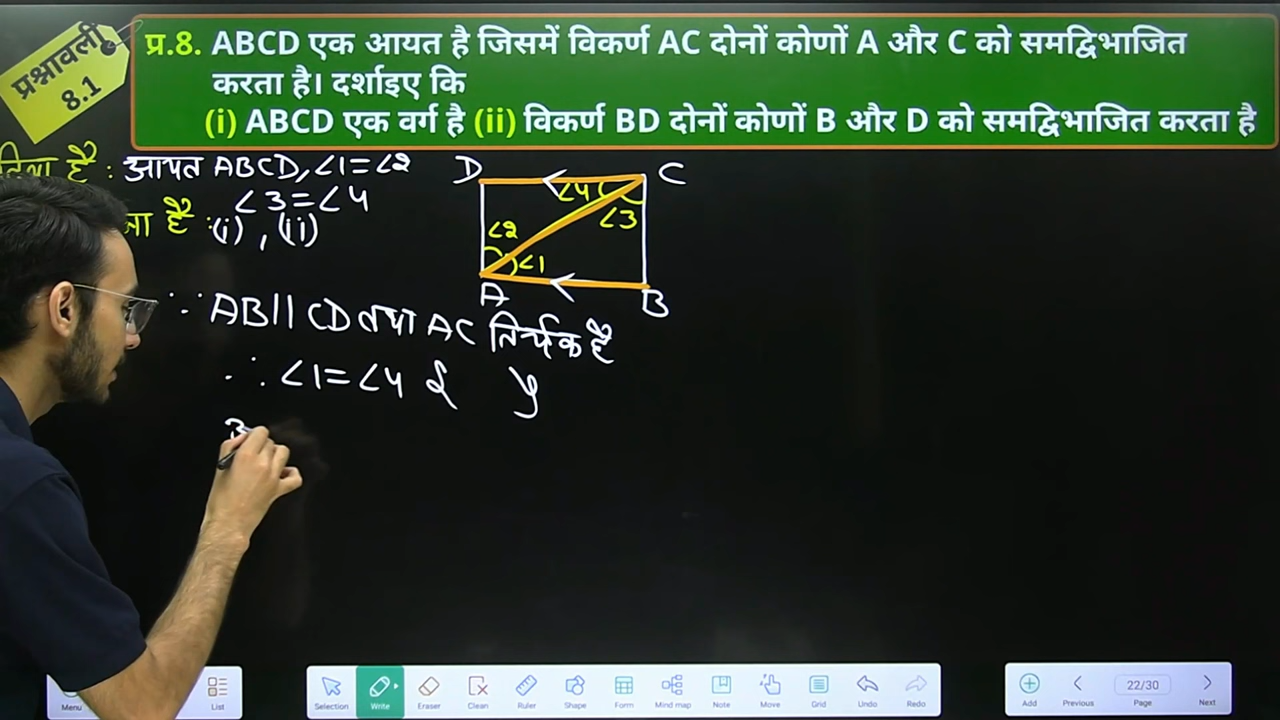 प्रश्नावली
8.1
प्र.8. ABCD एक आयत है जिसमें विकर्ण AC दोनों कोणों A और C को समद्विभाजित
करता है। दर्शाइए कि
(i) ABCD एक वर्ग है (ii) विकर्ण BD दोनों कोणों B और D को समद्विभाजित करता है
दिया है : आयत ABCD, ∠1=∠2
∠3=∠4
है : (i), (ii)
D C
∠4 ∠3
∠2 ∠1
A B
∵ AB||CD तथा AC तिर्यक है
∴ ∠1=∠4
Menu List Selection Write Eraser Clean Ruler Shape Form Mind map Note Move Grid Undo Redo Add Previous Page Next
22/30